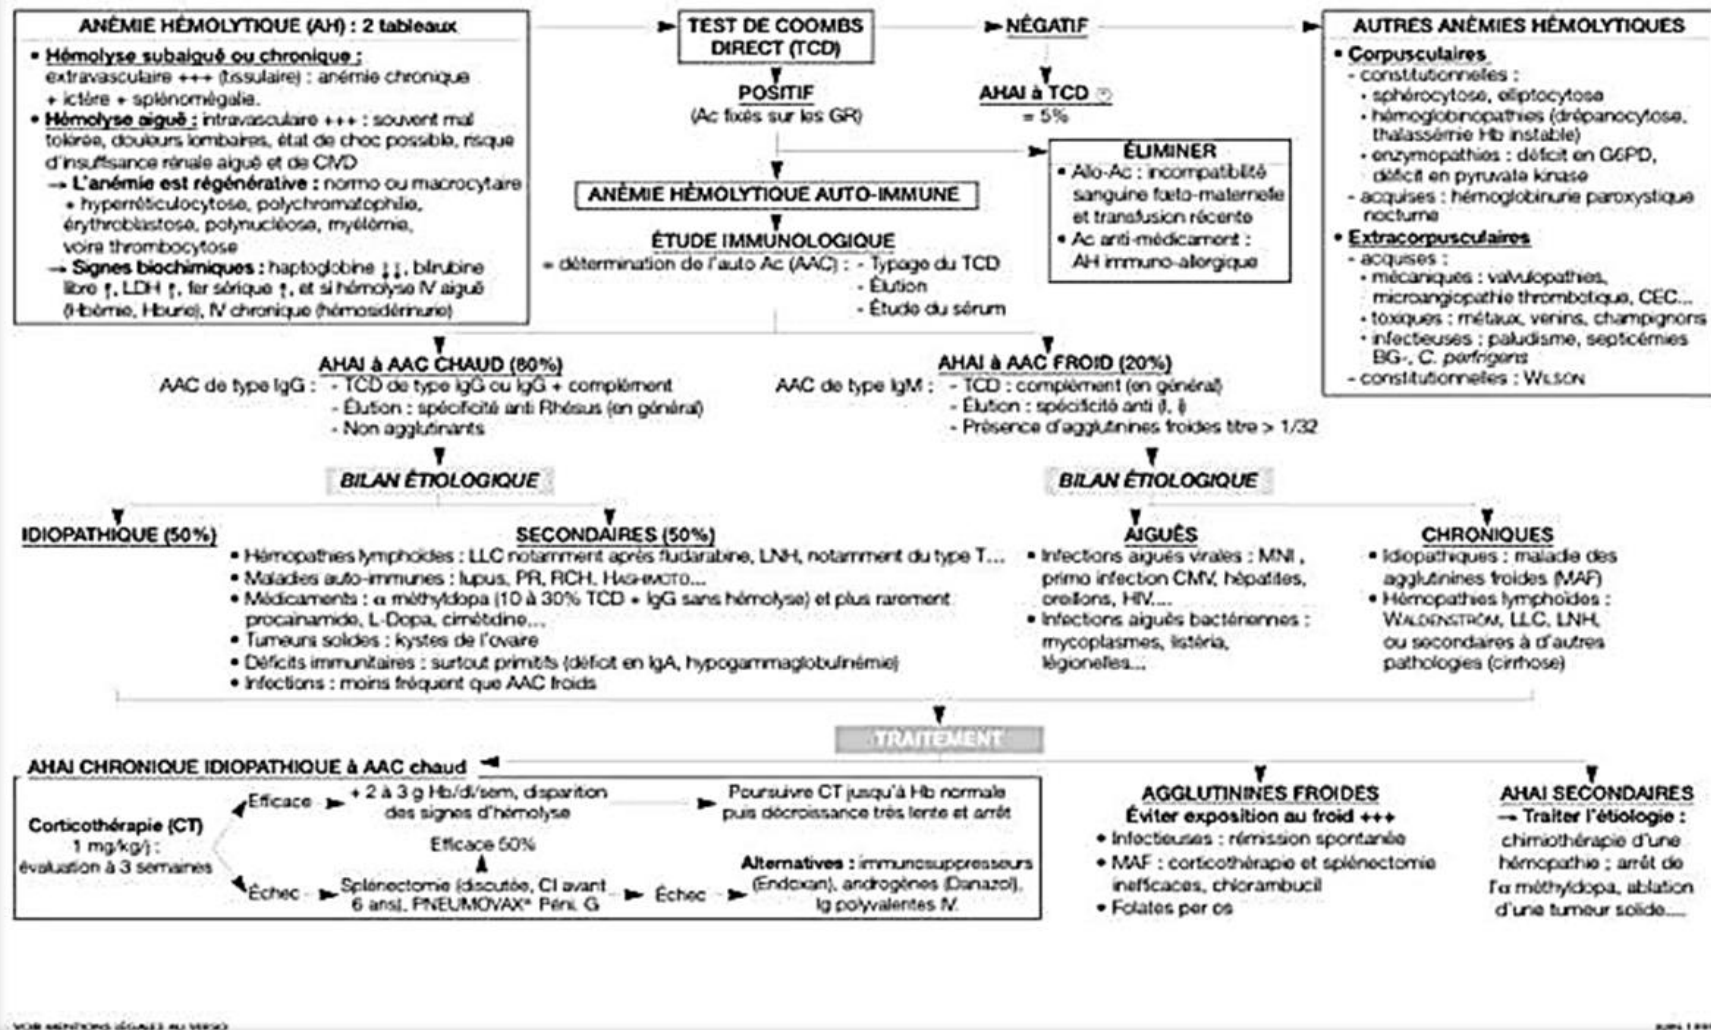 ANÉMIE HÉMOLYTIQUE (AH) : 2 tableaux
• Hémolyse subaiguë ou chronique :
extravasculaire +++ (tissulaire) : anémie chronique
+ ictère + splénomégalie.
• Hémolyse aiguë : intravasculaire +++ : souvent mal
tolérée, douleurs lombaires, état de choc possible, risque
d'insuffisance rénale aiguë et de CIVD
→ L'anémie est régénérative : normo ou macrocytaire
+ hyperréticulocytose, polychromatophilie,
érythroblastose, polynucléose, myélémie,
voire thrombocytose
→ Signes biochimiques : haptoglobine ↓↓, bilirubine
libre ↑, LDH ↑, fer sérique ↑, et si hémolyse IV aiguë
(Hbémie, Hburie), IV chronique (hémosidérinurie)
TEST DE COOMBS
DIRECT (TCD)
POSITIF
(Ac fixés sur les GR)
NÉGATIF
AHAI à TCD
= 5%
ÉLIMINER
• Allo-Ac : incompatibilité
sanguine fœto-maternelle
et transfusion récente
• Ac anti-médicament :
AH immuno-allergique
AUTRES ANÉMIES HÉMOLYTIQUES
• Corpusculaires
- constitutionnelles :
• sphérocytose, elliptocytose
• hémoglobinopathies (drépanocytose,
thalassémie Hb instable)
• enzymopathies : déficit en G6PD,
déficit en pyruvate kinase
- acquises : hémoglobinurie paroxystique
nocturne
• Extracorpusculaires
- acquises :
• mécaniques : valvulopathies,
microangiopathie thrombotique, CEC...
• toxiques : métaux, venins, champignons
• infectieuses : paludisme, septicémies
BG-, C. perfrigens
- constitutionnelles : WILSON
ANÉMIE HÉMOLYTIQUE AUTO-IMMUNE
ÉTUDE IMMUNOLOGIQUE
= détermination de l'auto Ac (AAC) : - Typage du TCD
- Élution
- Étude du sérum
AHAI à AAC CHAUD (80%)
AAC de type IgG : - TCD de type IgG ou IgG + complément
- Élution : spécificité anti Rhésus (en général)
- Non agglutinants
AHAI à AAC FROID (20%)
AAC de type IgM : - TCD : complément (en général)
- Élution : spécificité anti (I, i)
- Présence d'agglutinines froides titre > 1/32
BILAN ÉTIOLOGIQUE
BILAN ÉTIOLOGIQUE
IDIOPATHIQUE (50%)
SECONDAIRES (50%)
• Hémopathies lymphoïdes : LLC notamment après fludarabine, LNH, notamment du type T...
• Maladies auto-immunes : lupus, PR, RCH, HASHIMOTO...
• Médicaments : α méthyldopa (10 à 30% TCD + IgG sans hémolyse) et plus rarement
procainamide, L-Dopa, cimétidine...
• Tumeurs solides : kystes de l'ovaire
• Déficits immunitaires : surtout primitifs (déficit en IgA, hypogammaglobulinémie)
• Infections : moins fréquent que AAC froids
AIGUËS
• Infections aiguës virales : MNI ,
primo infection CMV, hépatites,
oreillons, HIV....
• Infections aiguës bactériennes :
mycoplasmes, listéria,
légionelles...
CHRONIQUES
• Idiopathiques : maladie des
agglutinines froides (MAF)
• Hémopathies lymphoïdes :
WALDENSTROM, LLC, LNH,
ou secondaires à d'autres
pathologies (cirrhose)
TRAITEMENT
AHAI CHRONIQUE IDIOPATHIQUE à AAC chaud
Corticothérapie (CT)
1 mg/kg/j :
évaluation à 3 semaines
Efficace
+ 2 à 3 g Hb/dl/sem, disparition
des signes d'hémolyse
Poursuivre CT jusqu'à Hb normale
puis décroissance très lente et arrêt
Efficace 50%
Échec
Splénectomie (discutée, CI avant
6 ans), PNEUMOVAX® Péni. G
Échec
Alternatives : immunosuppresseurs
(Endoxan), androgènes (Danazol),
Ig polyvalentes IV.
AGGLUTININES FROIDES
Éviter exposition au froid +++
• Infectieuses : rémission spontanée
• MAF : corticothérapie et splénectomie
inefficaces, chlorambucil
• Folates per os
AHAI SECONDAIRES
→ Traiter l'étiologie :
chimiothérapie d'une
hémopathie ; arrêt de
l'α méthyldopa, ablation
d'une tumeur solide....
VOIR MENTIONS LÉGALES AU VERSO